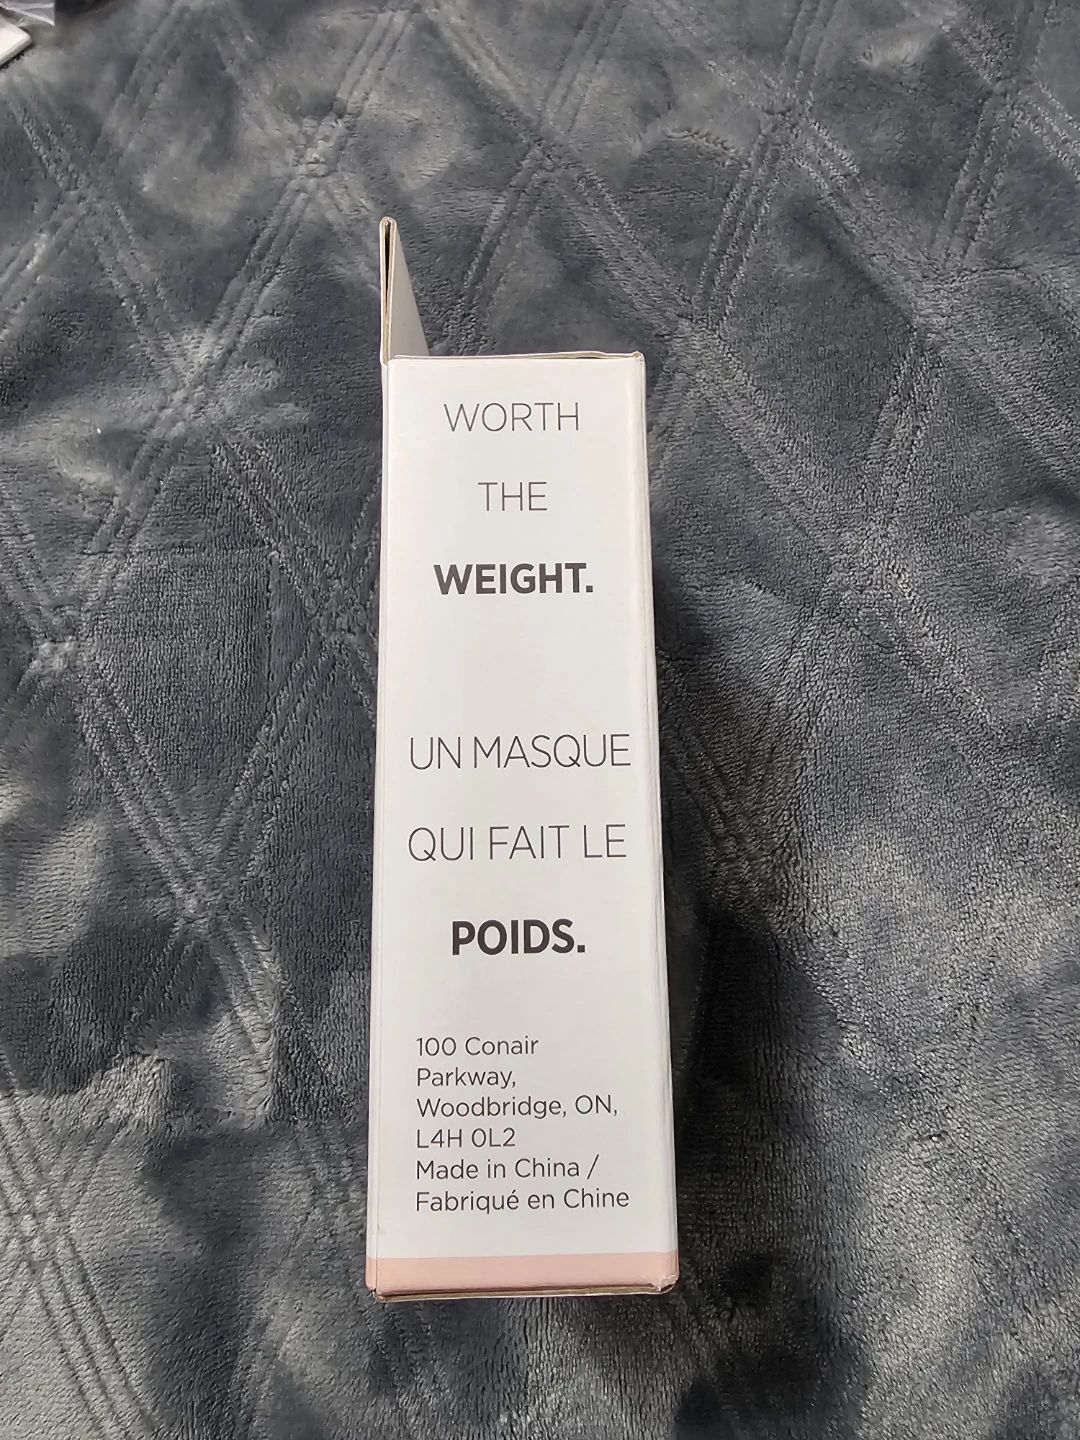 WORTH
THE
WEIGHT.
UN MASQUE
QUI FAIT LE
POIDS.
100 Conair
Parkway,
Woodbridge, ON,
L4H 0L2
Made in China /
Fabriqué en Chine